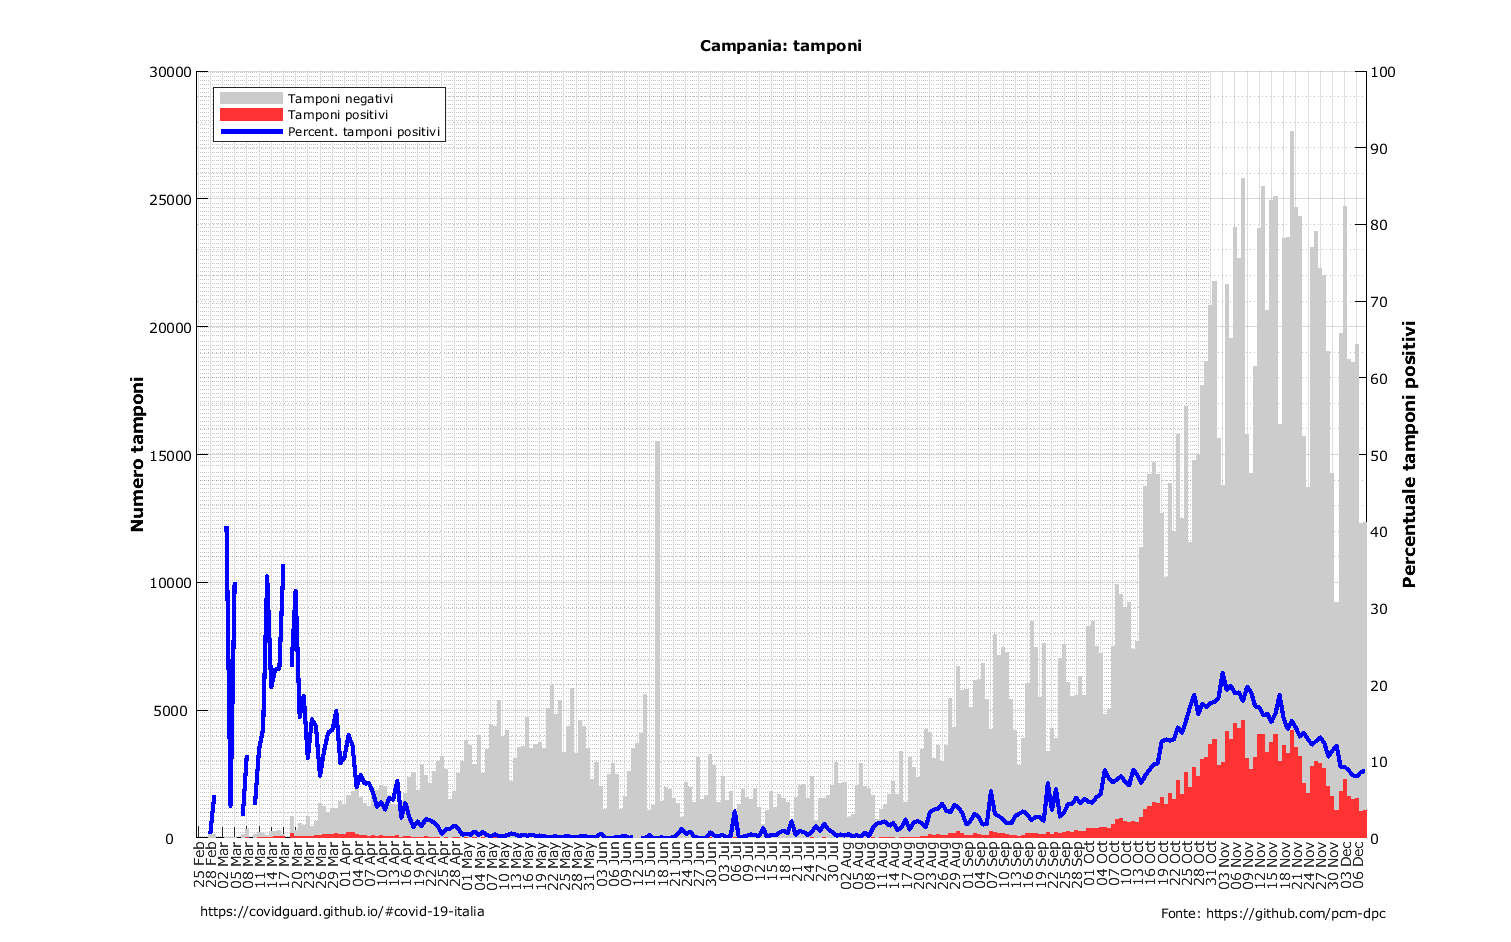 Campania: tamponi
30000
25000
20000
15000
10000
5000
0
100
90
80
70
60
50
40
30
20
10
0
Tamponi negativi
Tamponi positivi
Percent. tamponi positivi
Numero tamponi
Percentuale tamponi positivi
25 Feb
28 Feb
02 Mar
05 Mar
08 Mar
11 Mar
14 Mar
17 Mar
20 Mar
23 Mar
26 Mar
29 Mar
01 Apr
04 Apr
07 Apr
10 Apr
13 Apr
16 Apr
19 Apr
22 Apr
25 Apr
28 Apr
01 May
04 May
07 May
10 May
13 May
16 May
19 May
22 May
25 May
28 May
31 May
03 Jun
06 Jun
09 Jun
12 Jun
15 Jun
18 Jun
21 Jun
24 Jun
27 Jun
30 Jun
03 Jul
06 Jul
09 Jul
12 Jul
15 Jul
18 Jul
21 Jul
24 Jul
27 Jul
30 Jul
02 Aug
05 Aug
08 Aug
11 Aug
14 Aug
17 Aug
20 Aug
23 Aug
26 Aug
29 Aug
01 Sep
04 Sep
07 Sep
10 Sep
13 Sep
16 Sep
19 Sep
22 Sep
25 Sep
28 Sep
01 Oct
04 Oct
07 Oct
10 Oct
13 Oct
16 Oct
19 Oct
22 Oct
25 Oct
28 Oct
31 Oct
03 Nov
06 Nov
09 Nov
12 Nov
15 Nov
18 Nov
21 Nov
24 Nov
27 Nov
30 Nov
03 Dec
06 Dec
https://covidguard.github.io/#covid-19-italia
Fonte: https://github.com/pcm-dpc